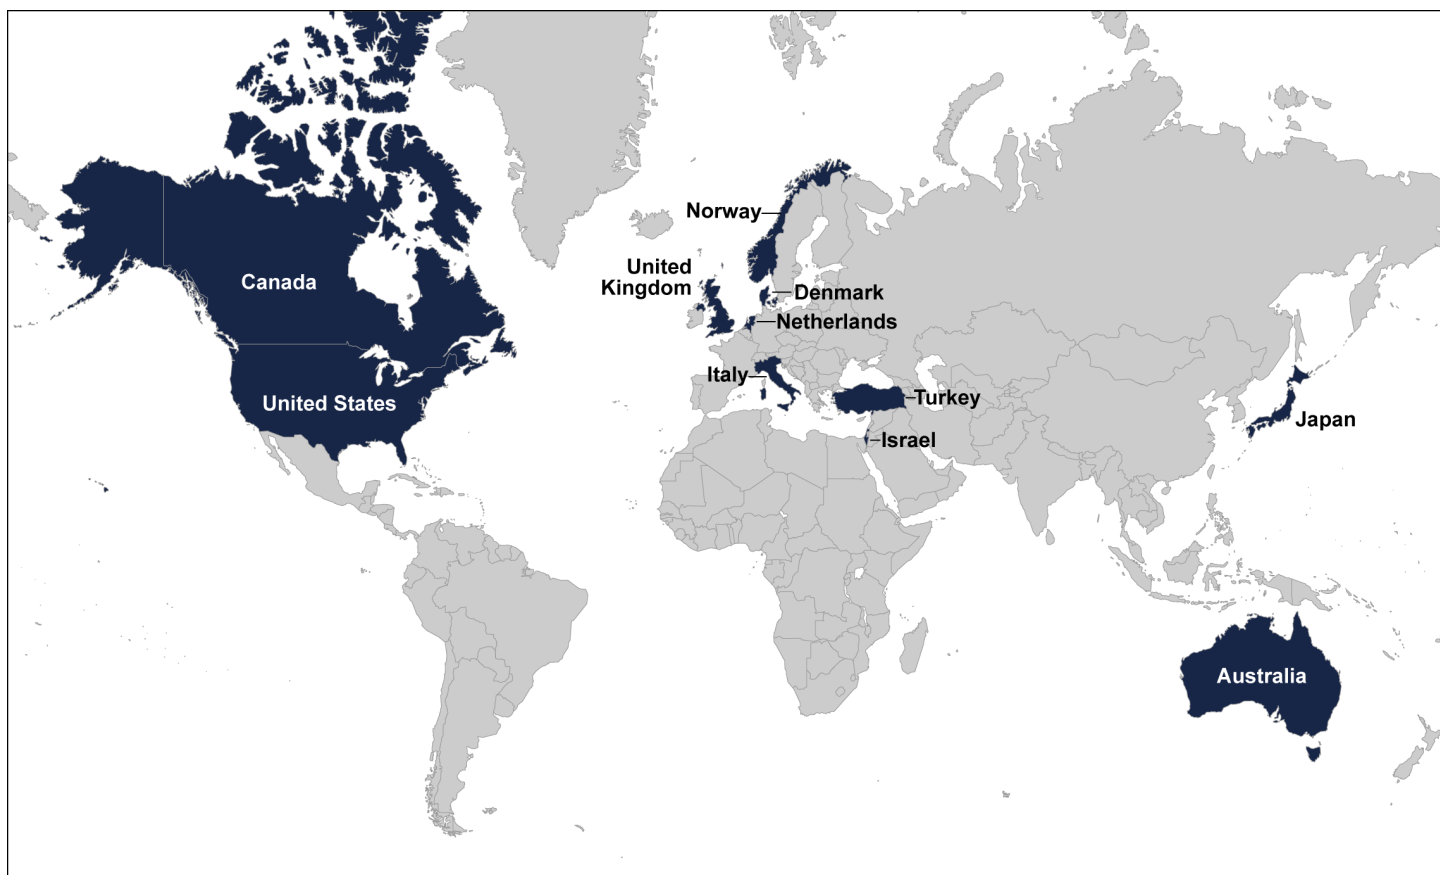 Norway
United
Kingdom
Canada
Denmark
Netherlands
Italy
United States
Turkey
Japan
Israel
Australia